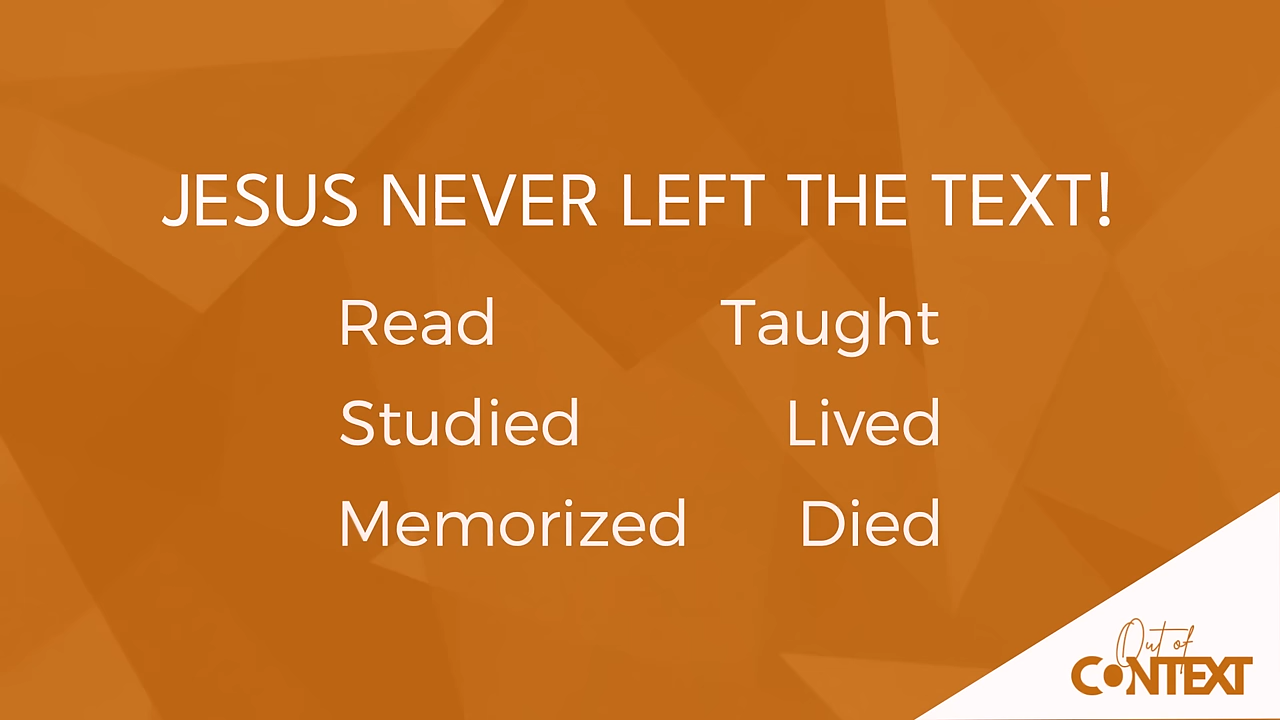 JESUS NEVER LEFT THE TEXT!
Read
Studied
Memorized
Taught
Lived
Died
Out of
CONTEXT